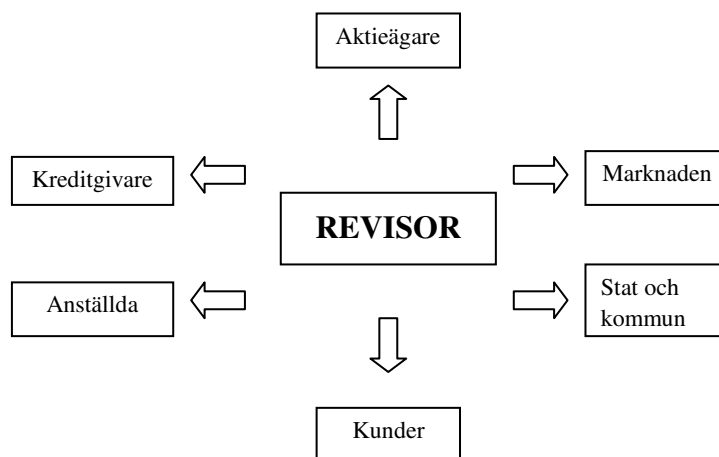 Aktieägare
Kreditgivare
Marknaden
REVISOR
Anställda
Stat och
kommun
Kunder